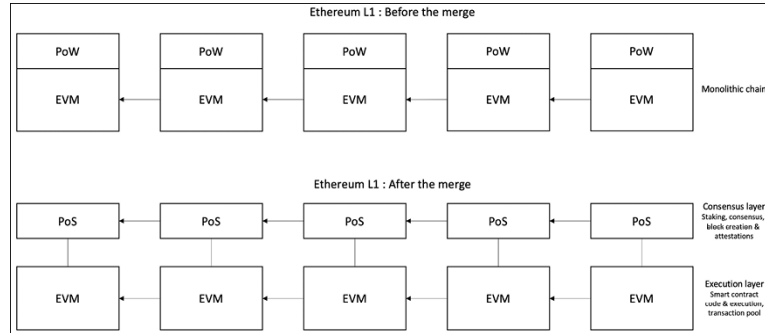 Ethereum L1 : Before the merge
PoW PoW PoW PoW PoW
EVM EVM EVM EVM EVM
Monolithic chain
Ethereum L1 : After the merge
PoS PoS PoS PoS PoS
Consensus layer
Staking, consensus,
block creation &
attestations
EVM EVM EVM EVM EVM
Execution layer
Smart contract
code & execution,
transaction pool